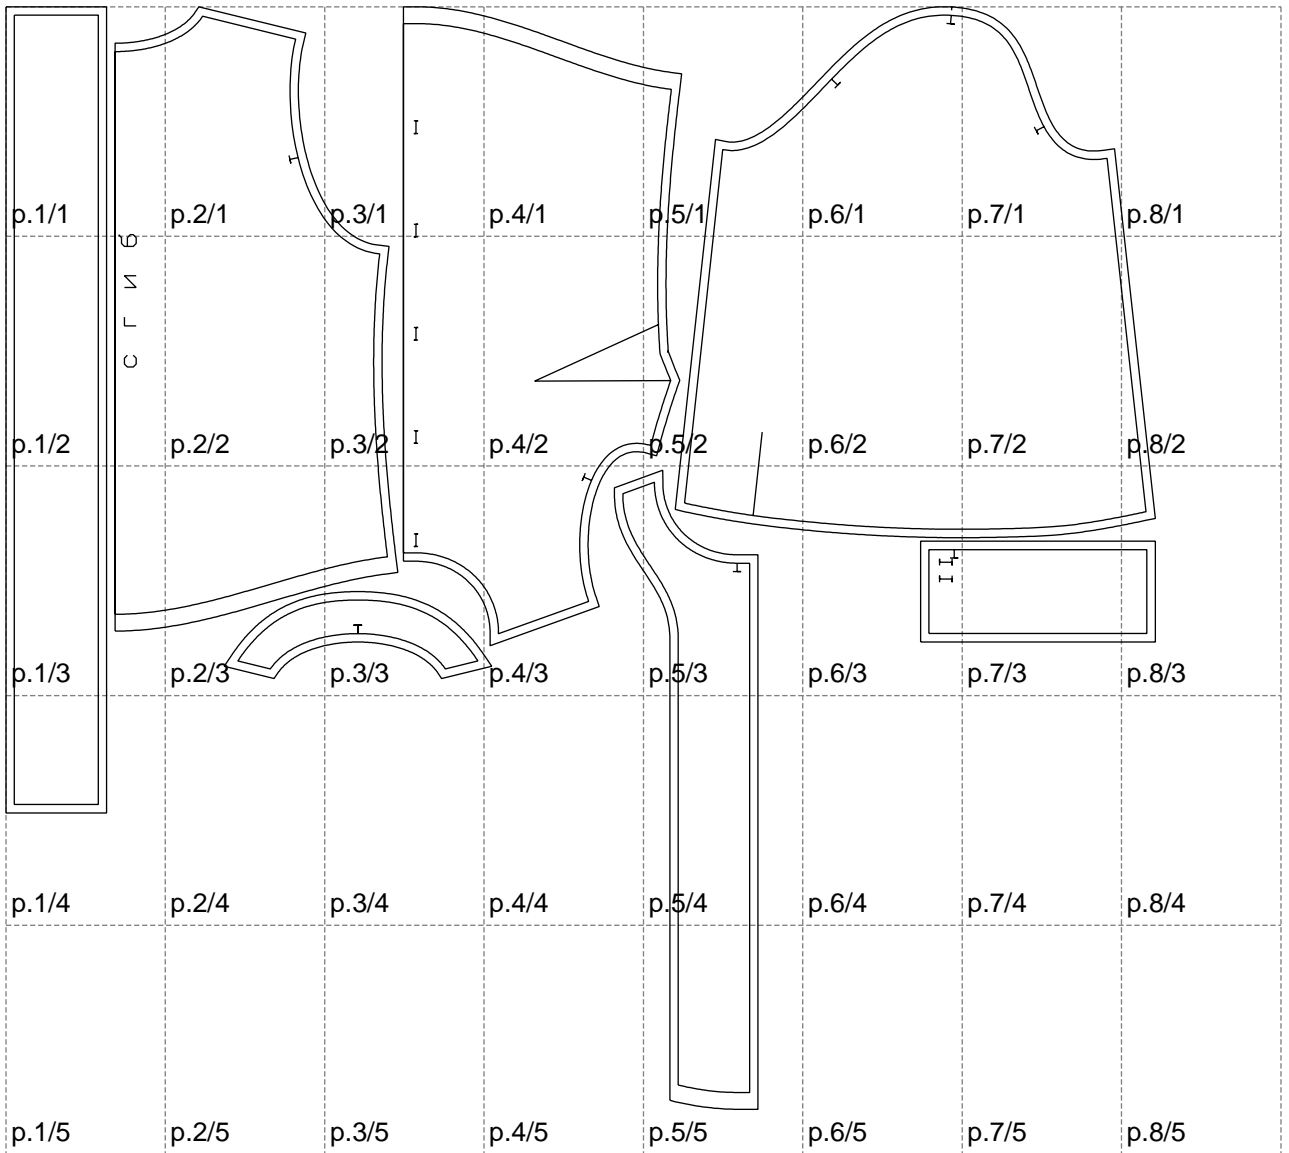 p.1/1 p.2/1 p.3/1 p.4/1 p.5/1 p.6/1 p.7/1 p.8/1
С Г И Б
p.1/2 p.2/2 p.3/2 p.4/2 p.5/2 p.6/2 p.7/2 p.8/2
p.1/3 p.2/3 p.3/3 p.4/3 p.5/3 p.6/3 p.7/3 p.8/3
p.1/4 p.2/4 p.3/4 p.4/4 p.5/4 p.6/4 p.7/4 p.8/4
p.1/5 p.2/5 p.3/5 p.4/5 p.5/5 p.6/5 p.7/5 p.8/5